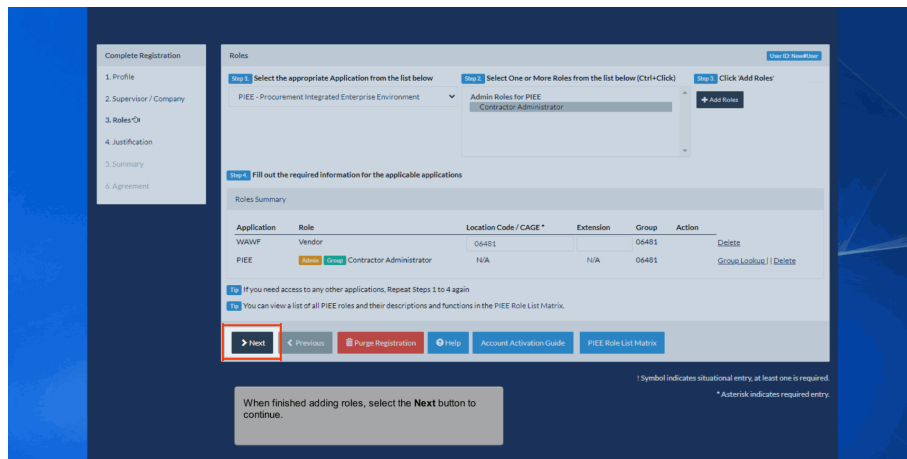 Complete Registration
1. Profile
2. Supervisor / Company
3. Roles
4. Justification
5. Summary
6. Agreement
Roles
User ID: NewUser
Step 1. Select the appropriate Application from the list below
PIEE - Procurement Integrated Enterprise Environment
Step 2. Select One or More Roles from the list below (Ctrl+Click)
Admin Roles for PIEE
Contractor Administrator
Step 3. Click 'Add Roles'
Add Roles
Step 4. Fill out the required information for the applicable applications
Roles Summary
Application Role Location Code / CAGE * Extension Group Action
WAWF Vendor 06481 06481 Delete
PIEE Admin Group Contractor Administrator N/A N/A 06481 Group Lookup | | Delete
Tip If you need access to any other applications, Repeat Steps 1 to 4 again
Tip You can view a list of all PIEE roles and their descriptions and functions in the PIEE Role List Matrix.
Next Previous Purge Registration Help Account Activation Guide PIEE Role List Matrix
! Symbol indicates situational entry, at least one is required.
* Asterisk indicates required entry.
When finished adding roles, select the Next button to
continue.